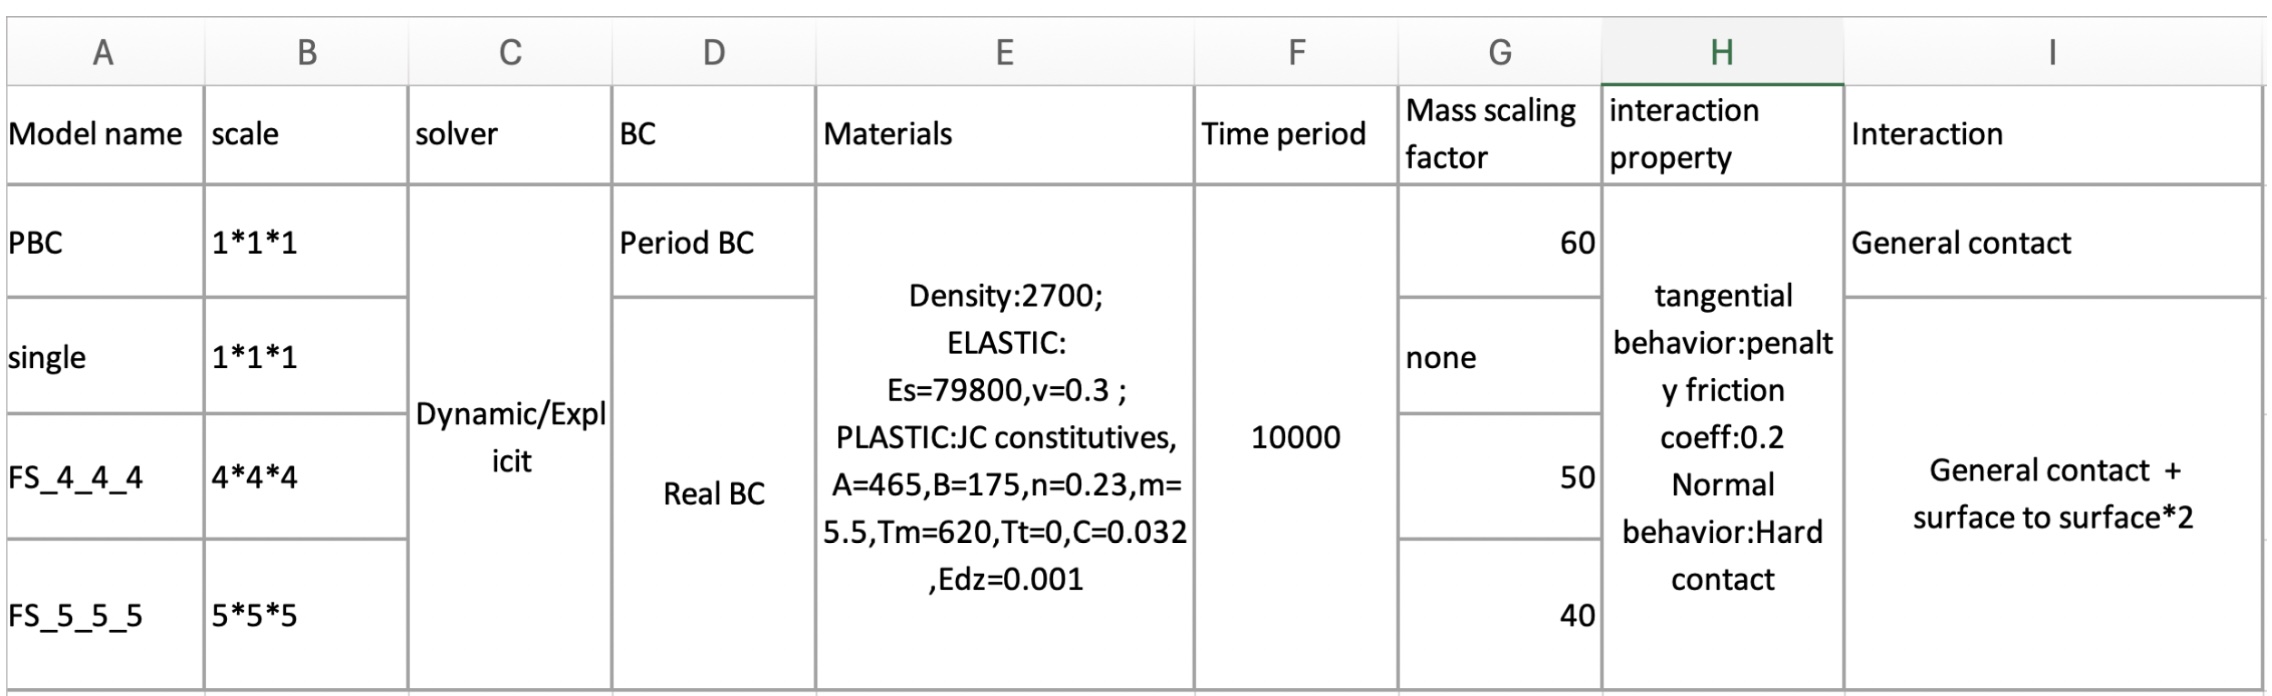 A B C D E F G H I
Model name scale solver BC Materials Time period Mass scaling factor interaction property Interaction
PBC 1*1*1 Period BC 60 General contact
single 1*1*1 none
FS_4_4_4 4*4*4 50
FS_5_5_5 5*5*5 40
Dynamic/Expl
icit
Real BC
Density:2700;
ELASTIC:
Es=79800,v=0.3 ;
PLASTIC:JC constitutives,
A=465,B=175,n=0.23,m=
5.5,Tm=620,Tt=0,C=0.032
,Edz=0.001
10000
tangential
behavior:penalt
y friction
coeff:0.2
Normal
behavior:Hard
contact
General contact +
surface to surface*2